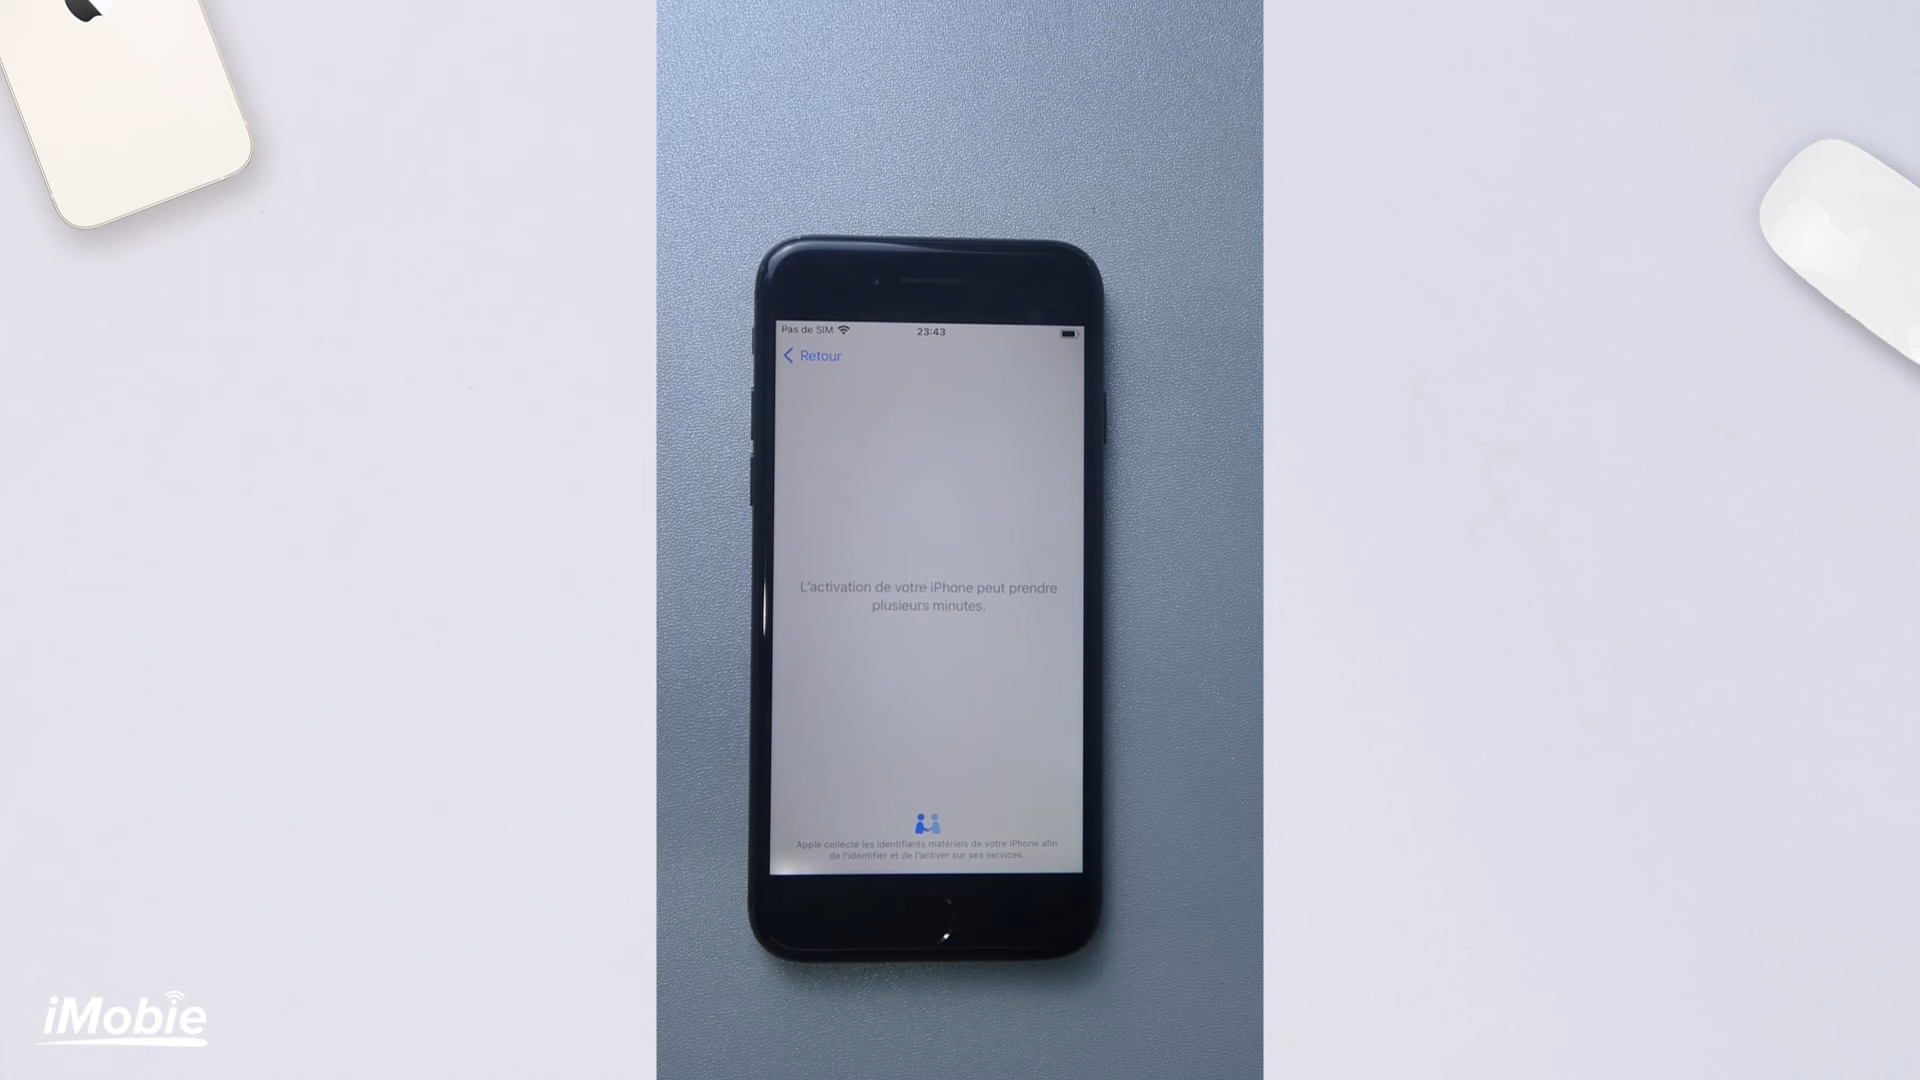 Pas de SIM
23:43
Retour
L'activation de votre iPhone peut prendre
plusieurs minutes.
Apple collecte les identifiants matériels de votre iPhone afin
de l'identifier et de l'activer sur ses services.
iMobie